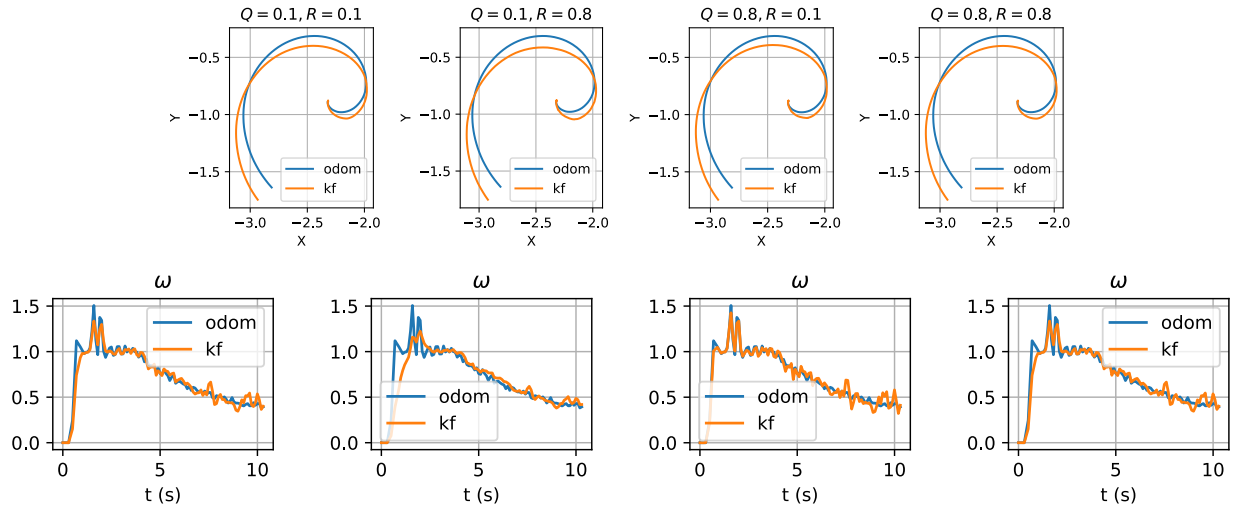 Q = 0.1, R = 0.1
Q = 0.1, R = 0.8
Q = 0.8, R = 0.1
Q = 0.8, R = 0.8
−0.5
−1.0
−1.5
Y
odom
kf
−3.0 −2.5 −2.0
X
−0.5
−1.0
−1.5
Y
odom
kf
−3.0 −2.5 −2.0
X
−0.5
−1.0
−1.5
Y
odom
kf
−3.0 −2.5 −2.0
X
−0.5
−1.0
−1.5
Y
odom
kf
−3.0 −2.5 −2.0
X
ω
1.5
1.0
0.5
0.0
odom
kf
0 5 10
t (s)
ω
1.5
1.0
0.5
0.0
odom
kf
0 5 10
t (s)
ω
1.5
1.0
0.5
0.0
odom
kf
0 5 10
t (s)
ω
1.5
1.0
0.5
0.0
odom
kf
0 5 10
t (s)